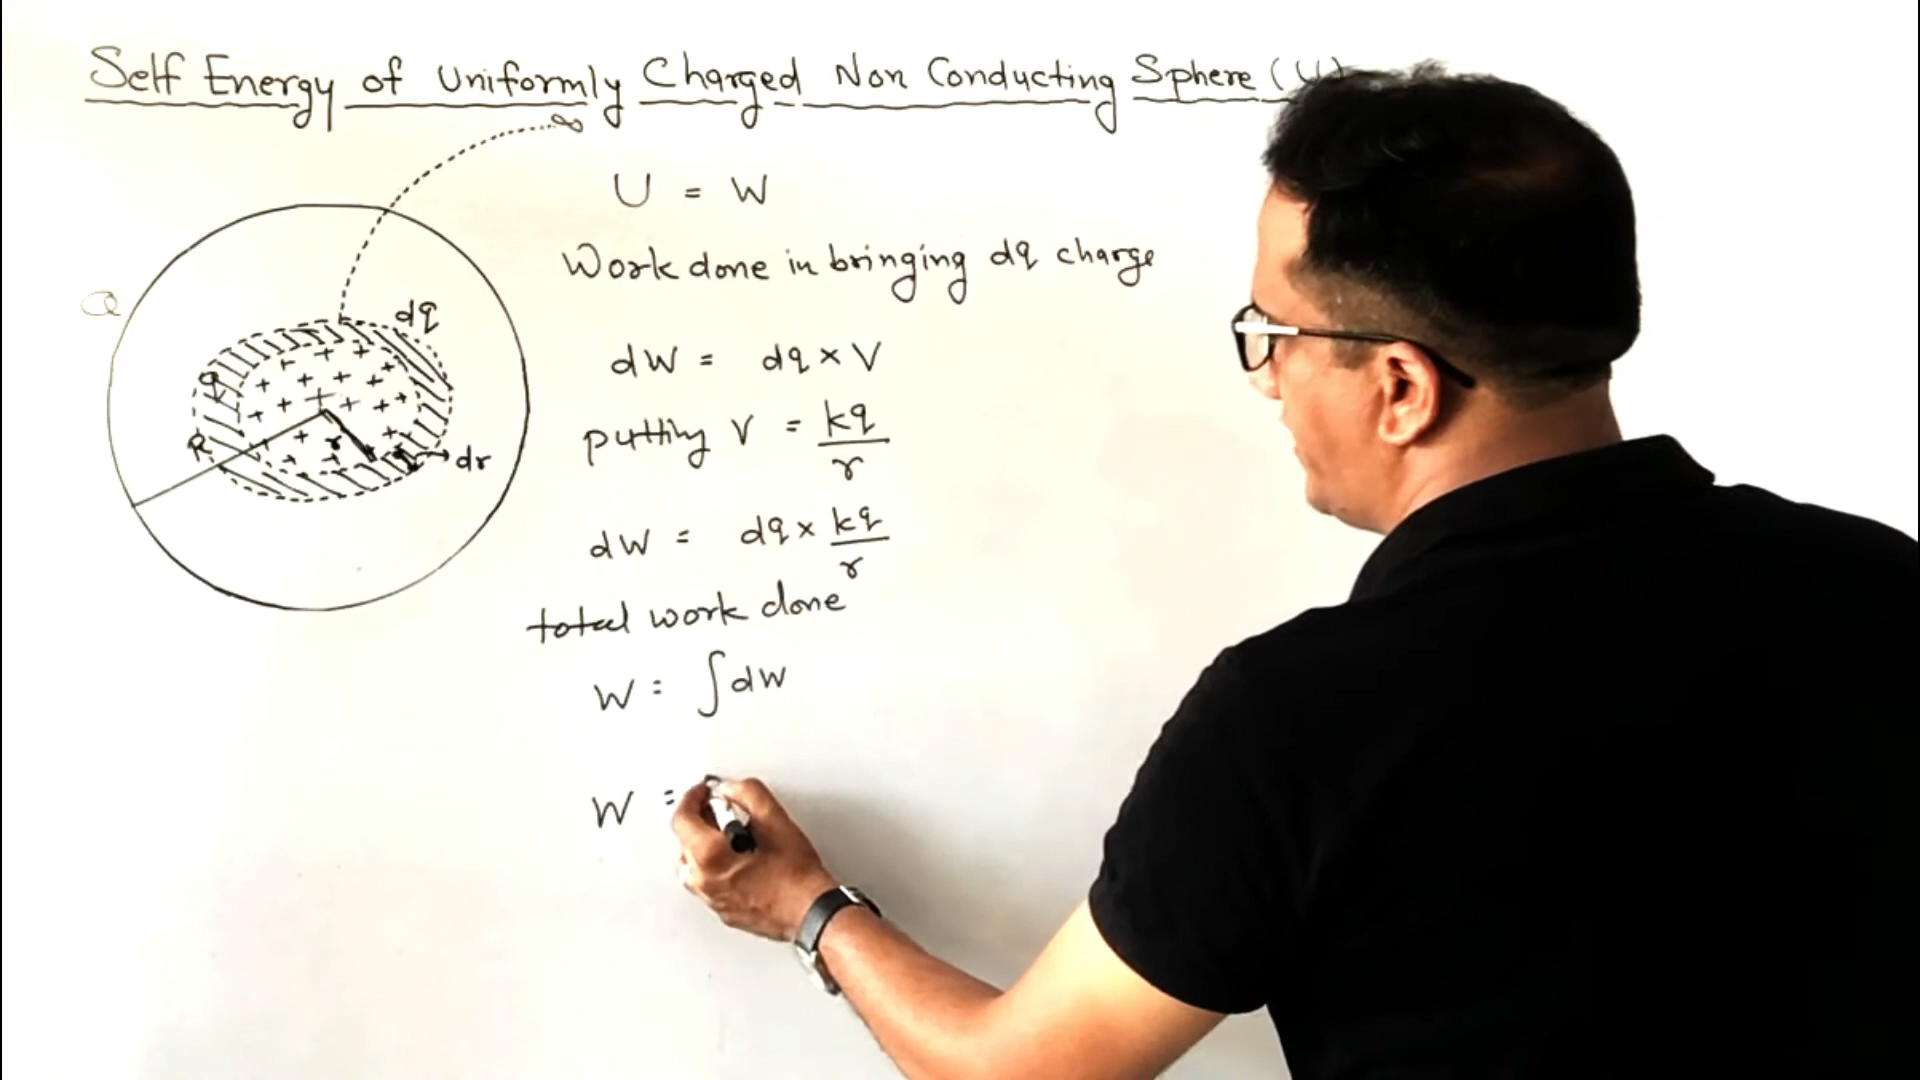 Self Energy of Uniformly Charged Non Conducting Sphere (U)
∞
U = W
Work done in bringing dq charge
Q
dq
dW = dq × V
q
putting V = kq/r
R
r
dr
dW = dq × kq/r
total work done
W = ∫dW
W =